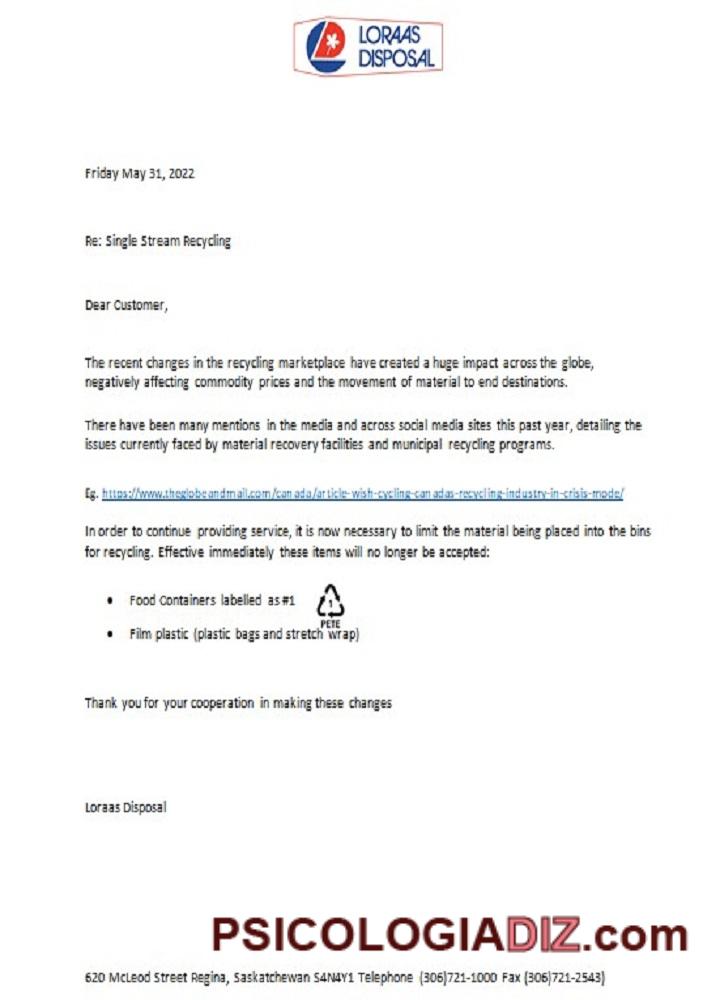 LORAAS
DISPOSAL
Friday May 31, 2022
Re: Single Stream Recycling
Dear Customer,
The recent changes in the recycling marketplace have created a huge impact across the globe,
negatively affecting commodity prices and the movement of material to end destinations.
There have been many mentions in the media and across social media sites this past year, detailing the
issues currently faced by material recovery facilities and municipal recycling programs.
Eg. https://www.theglobeandmail.com/canada/article-wish-cycling-canadas-recycling-industry-in-crisis-mode/
In order to continue providing service, it is now necessary to limit the material being placed into the bins
for recycling. Effective immediately these items will no longer be accepted:
• Food Containers labelled as #1
1
PETE
• Film plastic (plastic bags and stretch wrap)
Thank you for your cooperation in making these changes
Loraas Disposal
PSICOLOGIADIZ.com
620 McLeod Street Regina, Saskatchewan S4N4Y1 Telephone (306)721-1000 Fax (306)721-2543)